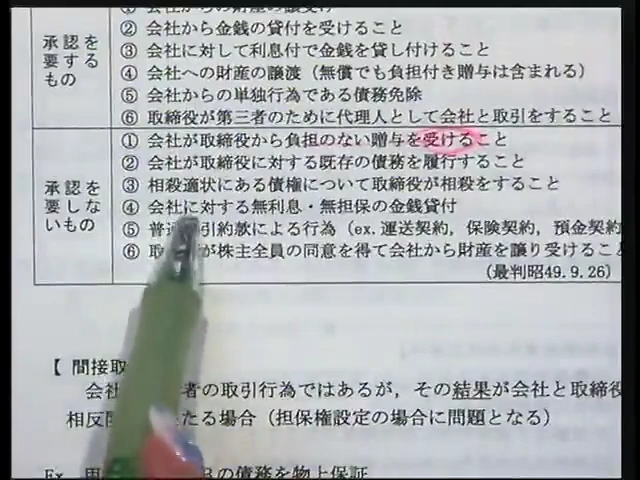 ① 会社からの財産の譲受け
② 会社から金銭の貸付を受けること
承認を要するもの
③ 会社に対して利息付で金銭を貸し付けること
④ 会社への財産の譲渡（無償でも負担付き贈与は含まれる）
⑤ 会社からの単独行為である債務免除
⑥ 取締役が第三者のために代理人として会社と取引をすること
① 会社が取締役から負担のない贈与を受けること
② 会社が取締役に対する既存の債務を履行すること
承認を要しないもの
③ 相殺適状にある債権について取締役が相殺をすること
④ 会社に対する無利息・無担保の金銭貸付
⑤ 普 引約款による行為（ex.運送契約，保険契約，預金契約
⑥ 取 が株主全員の同意を得て会社から財産を譲り受けること
（最判昭49.9.26）
【 間接取
会社 者の取引行為ではあるが，その結果が会社と取締役
相反 たる場合（担保権設定の場合に問題となる）
Ex. の債務を物上保証